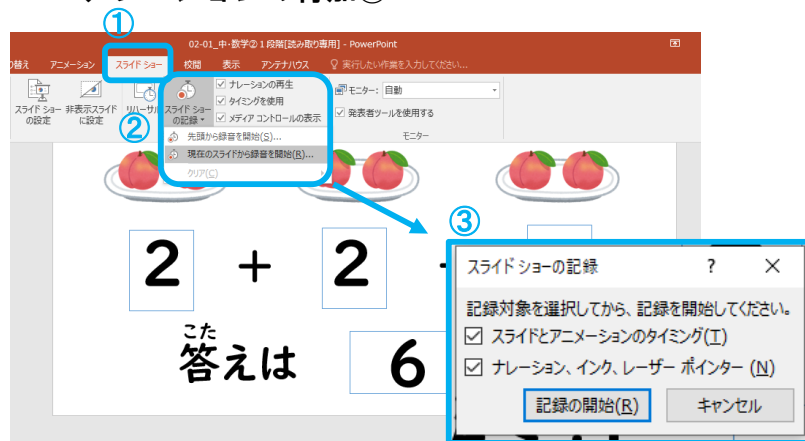 ①
02-01_中・数学②1段階[読み取り専用] - PowerPoint
り替え アニメーション スライド ショー 校閲 表示 アンテナハウス 実行したい作業を入力してください...
スライド ショーの設定 非表示スライドに設定 リハーサル スライド ショーの記録
②
ナレーションの再生
タイミングを使用
メディア コントロールの表示
モニター: 自動
発表者ツールを使用する
モニター
先頭から録音を開始(S)...
現在のスライドから録音を開始(R)...
クリア(C)
2 + 2
こた
答えは 6
③
スライド ショーの記録 ? ×
記録対象を選択してから、記録を開始してください。
スライドとアニメーションのタイミング(T)
ナレーション、インク、レーザー ポインター (N)
記録の開始(R) キャンセル